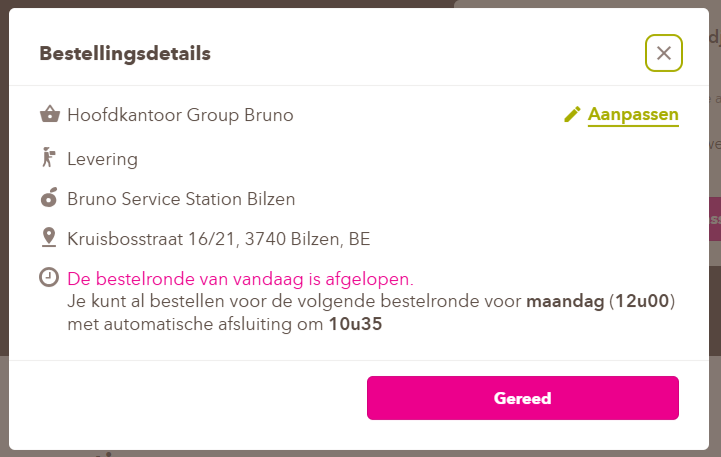 Bestellingsdetails
Hoofdkantoor Group Bruno
Aanpassen
Levering
Bruno Service Station Bilzen
Kruisbosstraat 16/21, 3740 Bilzen, BE
De bestelronde van vandaag is afgelopen.
Je kunt al bestellen voor de volgende bestelronde voor maandag (12u00)
met automatische afsluiting om 10u35
Gereed